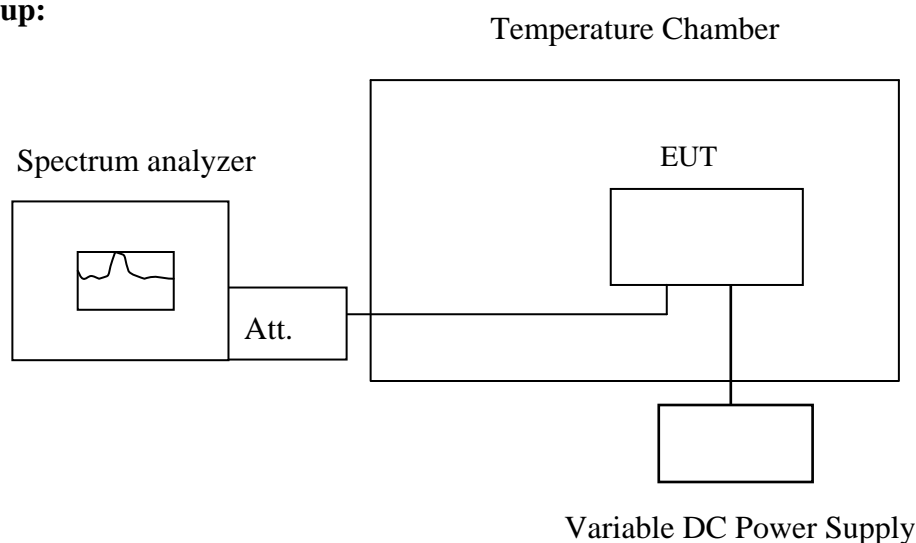 up:
Temperature Chamber
Spectrum analyzer
EUT
Att.
Variable DC Power Supply